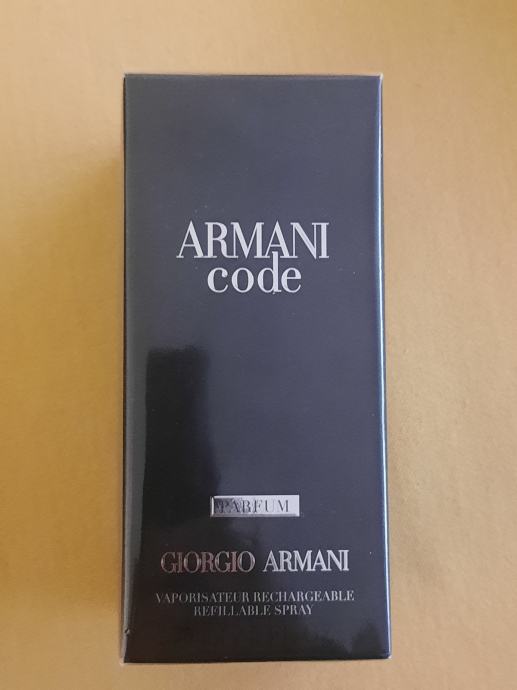 ARMANI
code
PARFUM
GIORGIO ARMANI
VAPORISATEUR RECHARGEABLE
REFILLABLE SPRAY